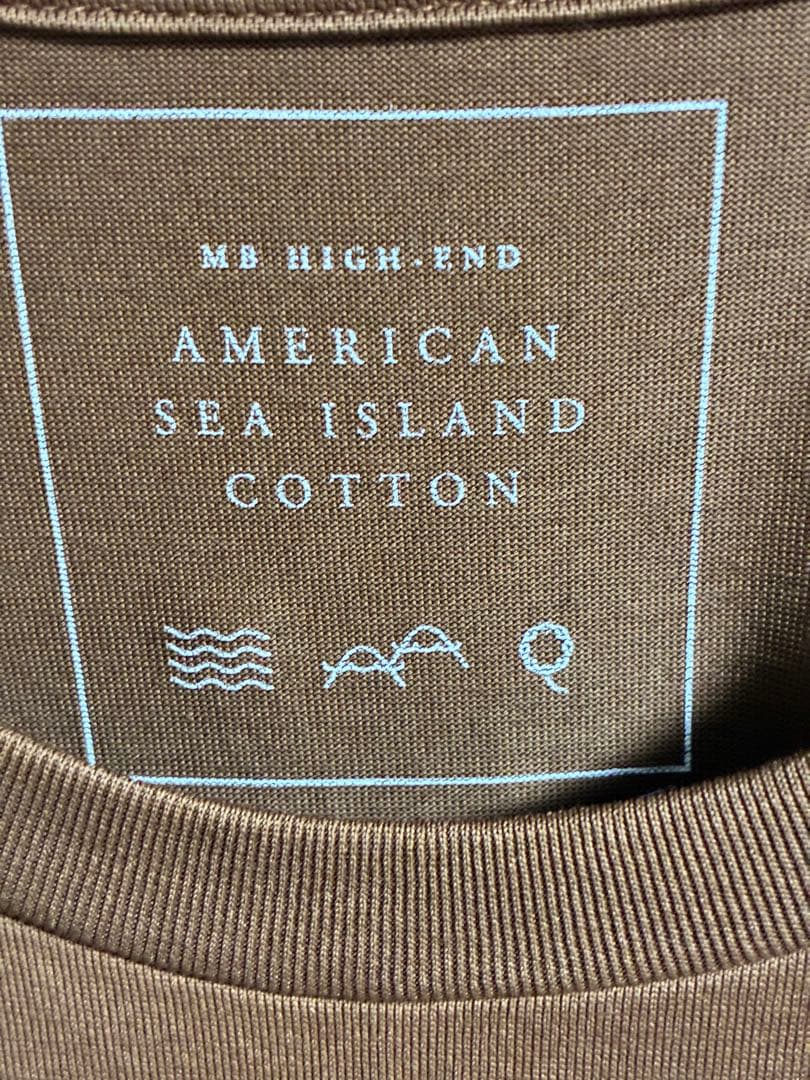 MB HIGH-END
AMERICAN
SEA ISLAND
COTTON